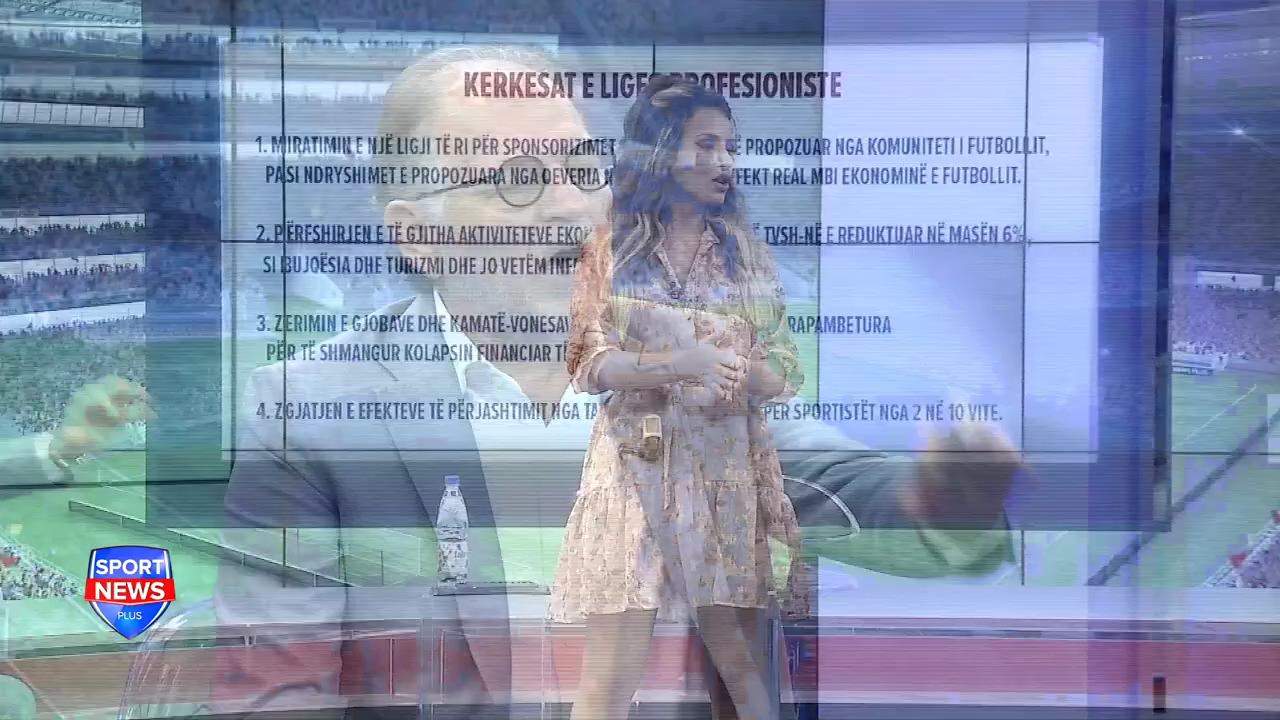 KERKESAT E LIGES PROFESIONISTE
1. MIRATIMIN E NJË LIGJI TË RI PËR SPONSORIZIMET E PROPOZUAR NGA KOMUNITETI I FUTBOLLIT,
PASI NDRYSHIMET E PROPOZUARA NGA QEVERIA REAL MBI EKONOMINË E FUTBOLLIT.
2. PËRFSHIRJEN E TË GJITHA AKTIVITETEVE TVSH-NË E REDUKTUAR NË MASËN 6%,
SI BUJQËSIA DHE TURIZMI DHE JO VETËM
3. ZERIMIN E GJOBAVE DHE KAMATË-VONESAV
PËR TË SHMANGUR KOLAPSIN FINANCIAR
4. ZGJATJEN E EFEKTEVE TË PËRJASHTIMIT NGA PËR SPORTISTËT NGA 2 NË 10 VITE.
SPORT
NEWS
PLUS